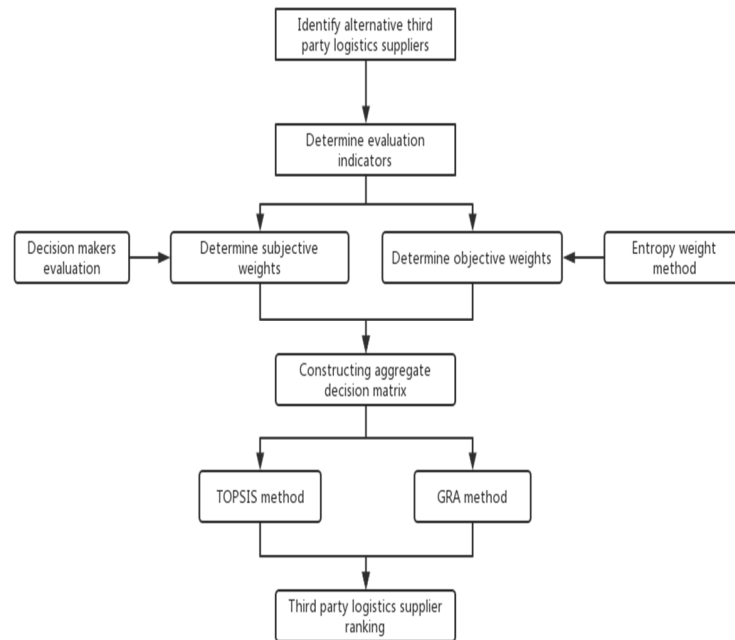 Identify alternative third
party logistics suppliers
Determine evaluation
indicators
Decision makers
evaluation
Determine subjective
weights
Determine objective weights
Entropy weight
method
Constructing aggregate
decision matrix
TOPSIS method
GRA method
Third party logistics supplier
ranking